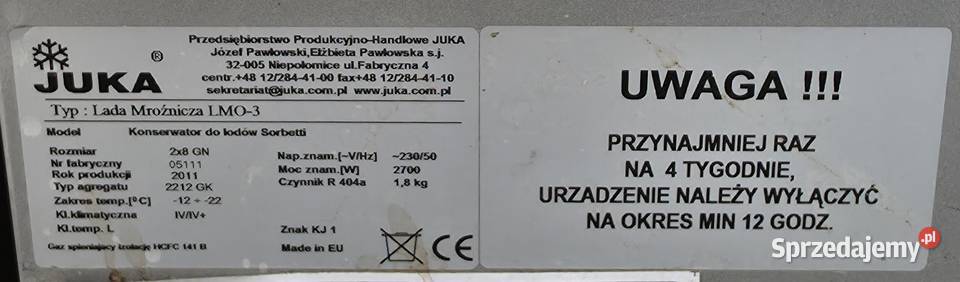 JUKA ®
Przedsiębiorstwo Produkcyjno-Handlowe JUKA
Józef Pawłowski,Elżbieta Pawłowska s.j.
32-005 Niepołomice ul.Fabryczna 4
centr.+48 12/284-41-00 fax+48 12/284-41-10
sekretariat@juka.com.pl www.juka.com.pl
Typ : Lada Mroźnicza LMO-3
Model Konserwator do lodów Sorbetti
Rozmiar 2x8 GN
Nr fabryczny 05111
Rok produkcji 2011
Typ agregatu 2212 GK
Zakres temp.[ºC] -12 ÷ -22
Kl.klimatyczna IV/IV+
Kl.temp. L
Nap.znam.[~V/Hz] ~230/50
Moc znam.[W] 2700
Czynnik R 404a 1,8 kg
Znak KJ 1
Made in EU
CE
Gaz spieniający izolację HCFC 141 B
UWAGA !!!
PRZYNAJMNIEJ RAZ
NA 4 TYGODNIE,
URZADZENIE NALEŻY WYŁĄCZYĆ
NA OKRES MIN 12 GODZ.
Sprzedajemy.pl